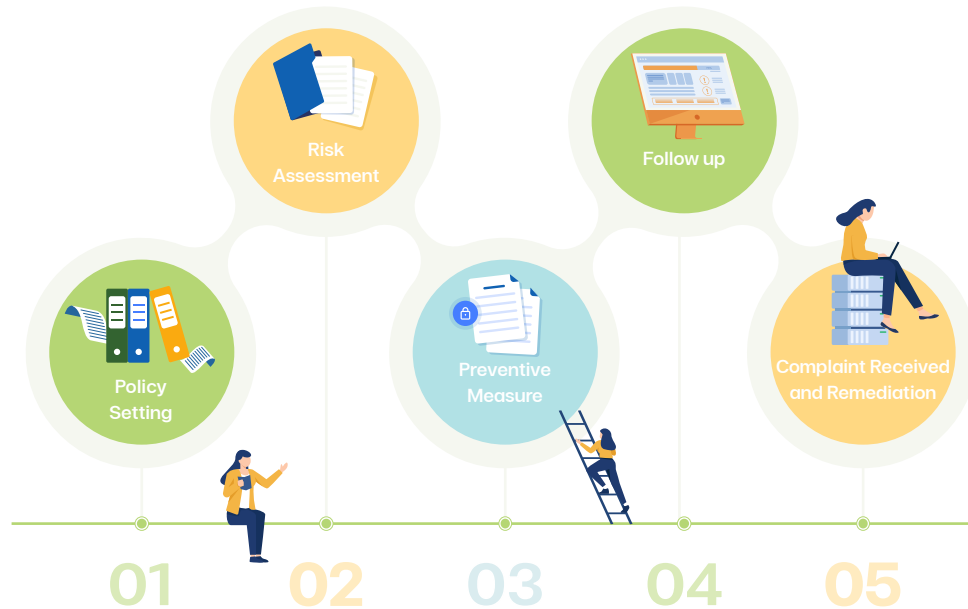 Policy
Setting
Risk
Assessment
Preventive
Measure
Follow up
Complaint Received
and Remediation
01
02
03
04
05